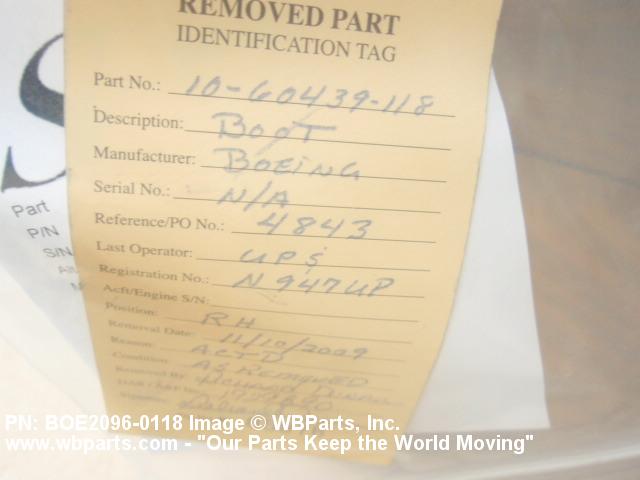 REMOVED PART
IDENTIFICATION TAG
Part No.: 10-60439-118
Description: BOOT
Manufacturer: BOEING
Serial No.: N/A
Reference/PO No.: 4843
Last Operator: UPS
Registration No.: N947UP
Acft/Engine S/N:
Position: RH
Removal Date: 11/10/2009
Reason: ACTD
Condition: AS REMOVED
Removed By:
Part
P/N
S/N
PN: BOE2096-0118 Image © WBParts, Inc.
www.wbparts.com - "Our Parts Keep the World Moving"